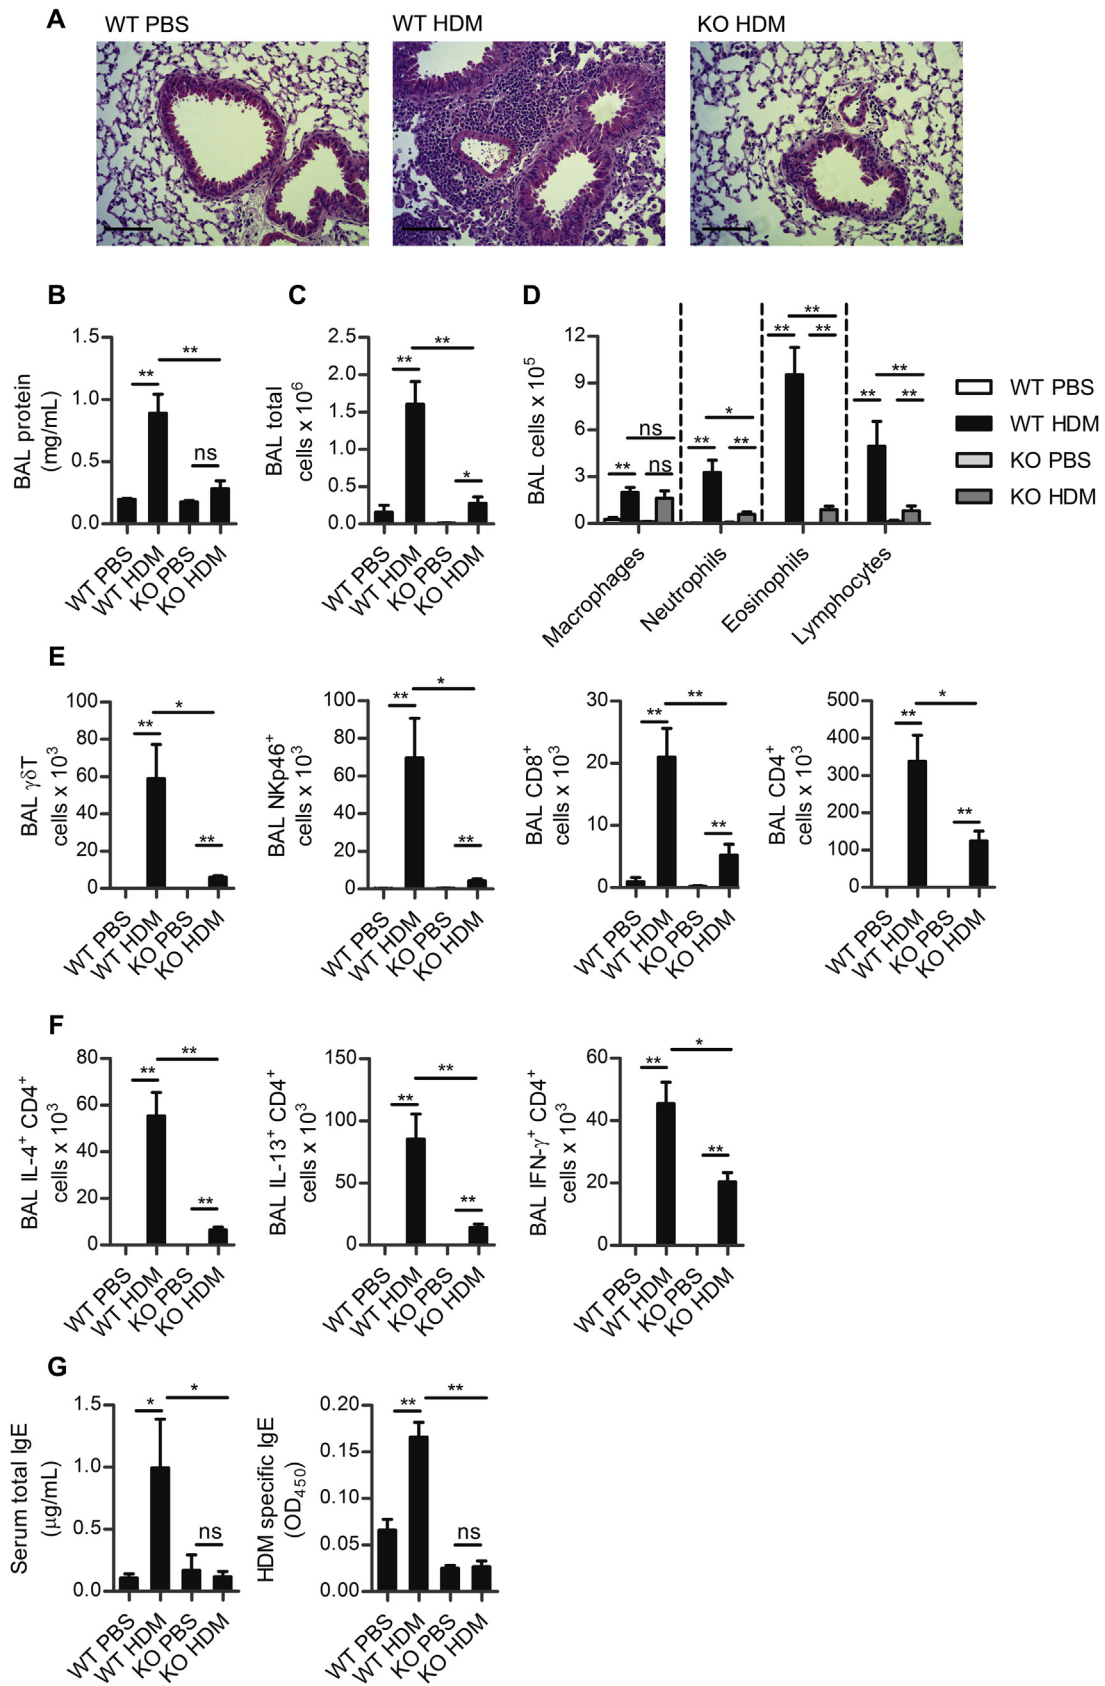 A
WT PBS
WT HDM
KO HDM
B
BAL protein
(mg/mL)
1.5
1.0
0.5
0.0
**
**
ns
WT PBS
WT HDM
KO PBS
KO HDM
C
BAL total
cells x 10⁶
2.5
2.0
1.5
1.0
0.5
0.0
**
**
*
WT PBS
WT HDM
KO PBS
KO HDM
D
BAL cells x 10⁵
12
9
6
3
0
ns
**
ns
*
**
**
**
**
**
**
**
**
Macrophages
Neutrophils
Eosinophils
Lymphocytes
WT PBS
WT HDM
KO PBS
KO HDM
E
BAL γδT
cells x 10³
100
80
60
40
20
0
*
**
**
WT PBS
WT HDM
KO PBS
KO HDM
BAL NKp46⁺
cells x 10³
100
80
60
40
20
0
*
**
**
WT PBS
WT HDM
KO PBS
KO HDM
BAL CD8⁺
cells x 10³
30
20
10
0
**
**
**
WT PBS
WT HDM
KO PBS
KO HDM
BAL CD4⁺
cells x 10³
500
400
300
200
100
0
*
**
**
WT PBS
WT HDM
KO PBS
KO HDM
F
BAL IL-4⁺ CD4⁺
cells x 10³
80
60
40
20
0
**
**
**
WT PBS
WT HDM
KO PBS
KO HDM
BAL IL-13⁺ CD4⁺
cells x 10³
150
100
50
0
**
**
**
WT PBS
WT HDM
KO PBS
KO HDM
BAL IFN-γ⁺ CD4⁺
cells x 10³
60
40
20
0
*
**
**
WT PBS
WT HDM
KO PBS
KO HDM
G
Serum total IgE
(µg/mL)
1.5
1.0
0.5
0.0
*
*
ns
WT PBS
WT HDM
KO PBS
KO HDM
HDM specific IgE
(OD₄₅₀)
0.20
0.15
0.10
0.05
0.00
**
**
ns
WT PBS
WT HDM
KO PBS
KO HDM